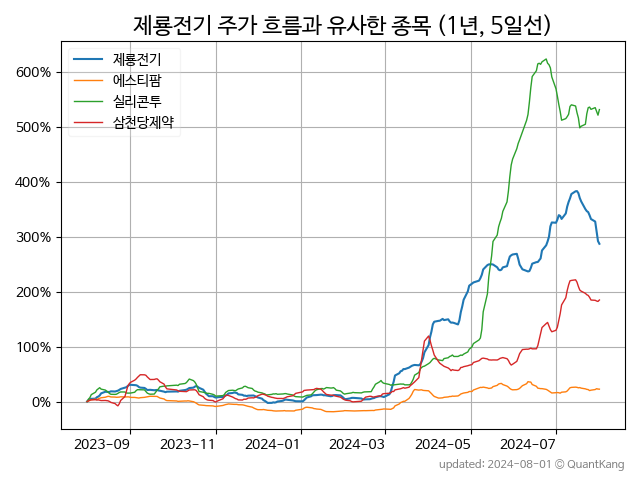 제룡전기 주가 흐름과 유사한 종목 (1년, 5일선)
제룡전기
에스티팜
실리콘투
삼천당제약
600%
500%
400%
300%
200%
100%
0%
2023-09 2023-11 2024-01 2024-03 2024-05 2024-07
updated: 2024-08-01 © QuantKang